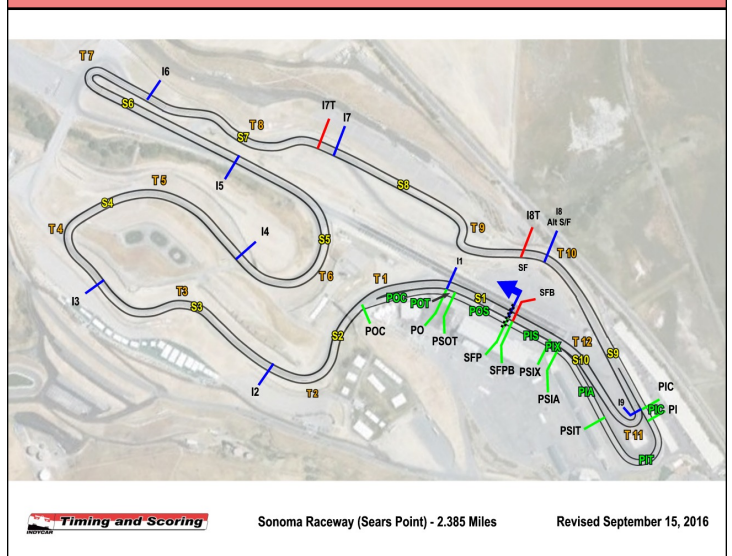 T 7
I6
S6
T 8
S7
I7T
I7
I5
S8
T 5
S4
T 4
I4
S5
T 6
T 9
I8T
I8
Alt S/F
T 10
SF
I3
T3
S3
T 1
I1
POC
POT
S1
POS
SFB
POC
PO
PSOT
S2
SFP
SFPB
PIS
PIX
T 12
S10
PSIX
PSIA
S9
PIA
I2
T2
I9
PIC
PIC
PI
PSIT
T 11
PIT
INDYCAR
Timing and Scoring
Sonoma Raceway (Sears Point) - 2.385 Miles
Revised September 15, 2016